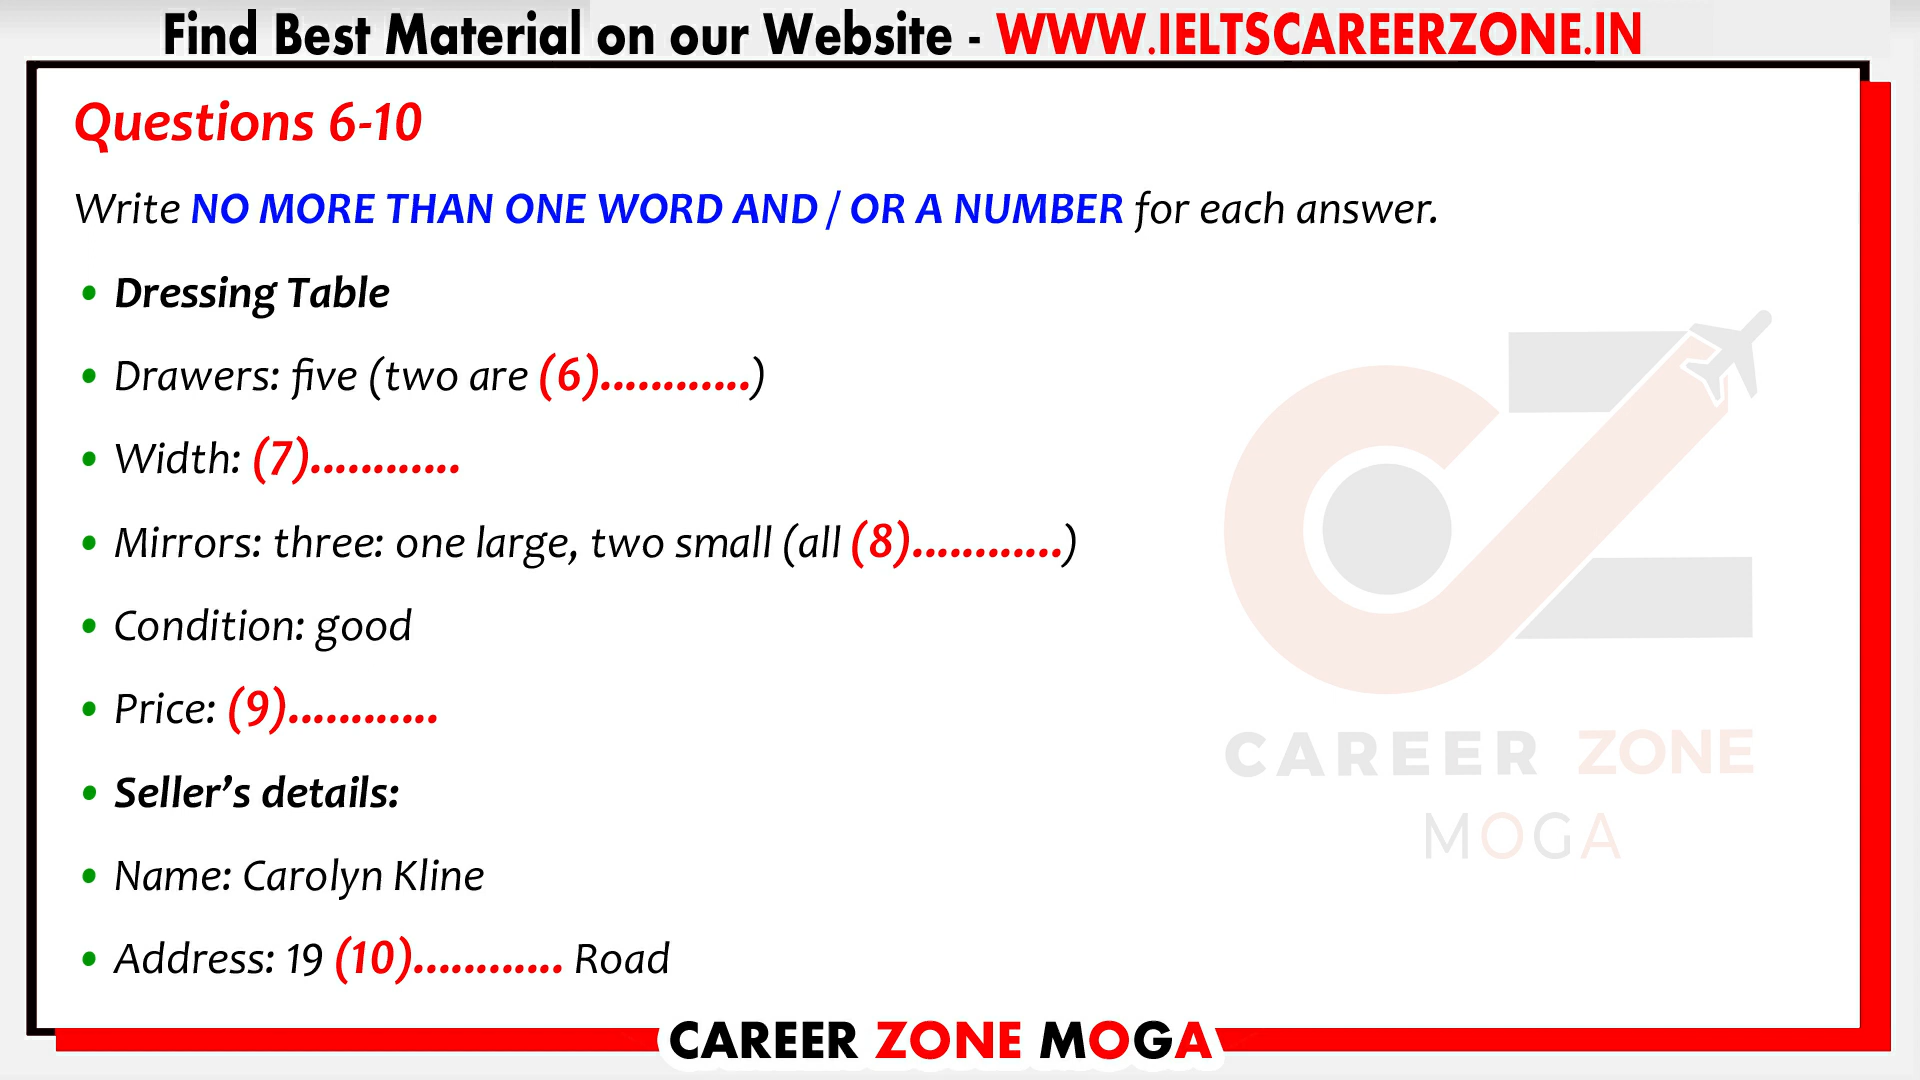 Find Best Material on our Website - WWW.IELTSCAREERZONE.IN
Questions 6-10
Write NO MORE THAN ONE WORD AND / OR A NUMBER for each answer.
• Dressing Table
• Drawers: five (two are (6)............)
• Width: (7)............
• Mirrors: three: one large, two small (all (8)............)
• Condition: good
• Price: (9)............
• Seller’s details:
• Name: Carolyn Kline
• Address: 19 (10)............ Road
CAREER ZONE
MOGA
CAREER ZONE MOGA